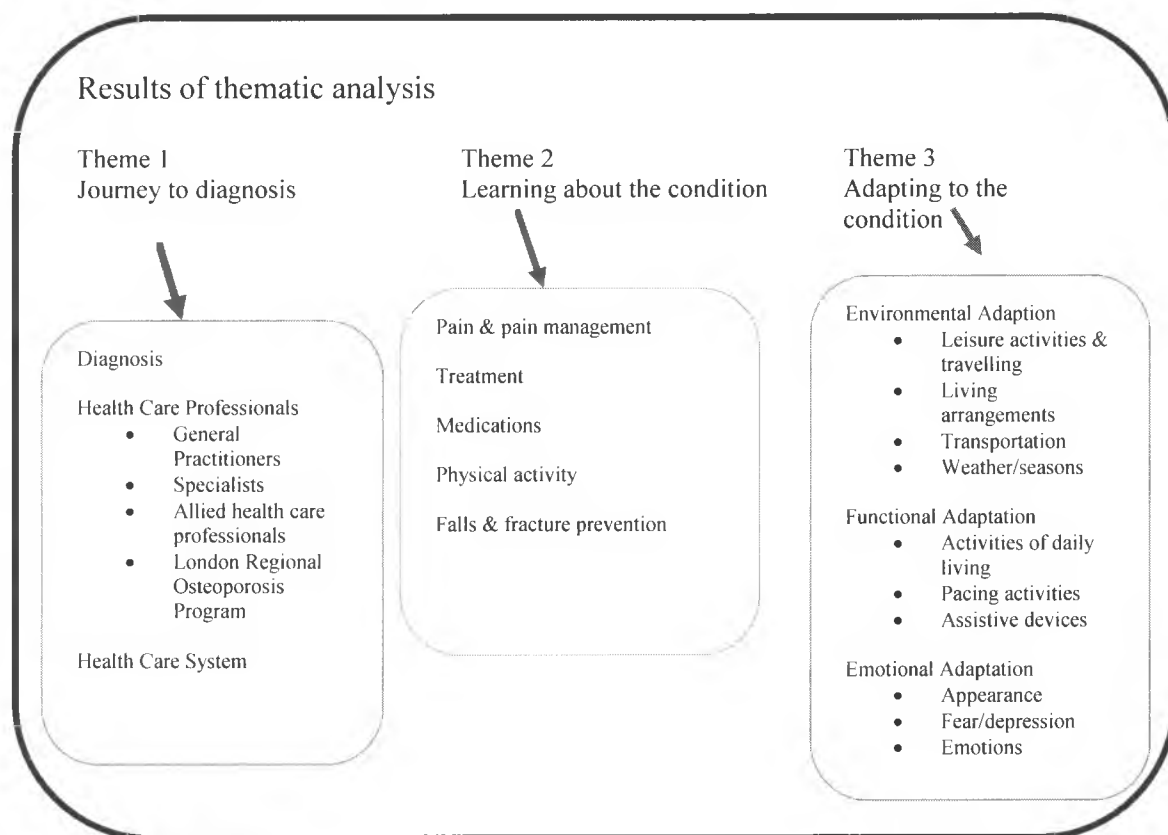 Results of thematic analysis
Theme 1
Journey to diagnosis
Diagnosis
Health Care Professionals
• General
Practitioners
• Specialists
• Allied health care
professionals
• London Regional
Osteoporosis
Program
Health Care System
Theme 2
Learning about the condition
Pain & pain management
Treatment
Medications
Physical activity
Falls & fracture prevention
Theme 3
Adapting to the
condition
Environmental Adaption
• Leisure activities &
travelling
• Living
arrangements
• Transportation
• Weather/seasons
Functional Adaptation
• Activities of daily
living
• Pacing activities
• Assistive devices
Emotional Adaptation
• Appearance
• Fear/depression
• Emotions